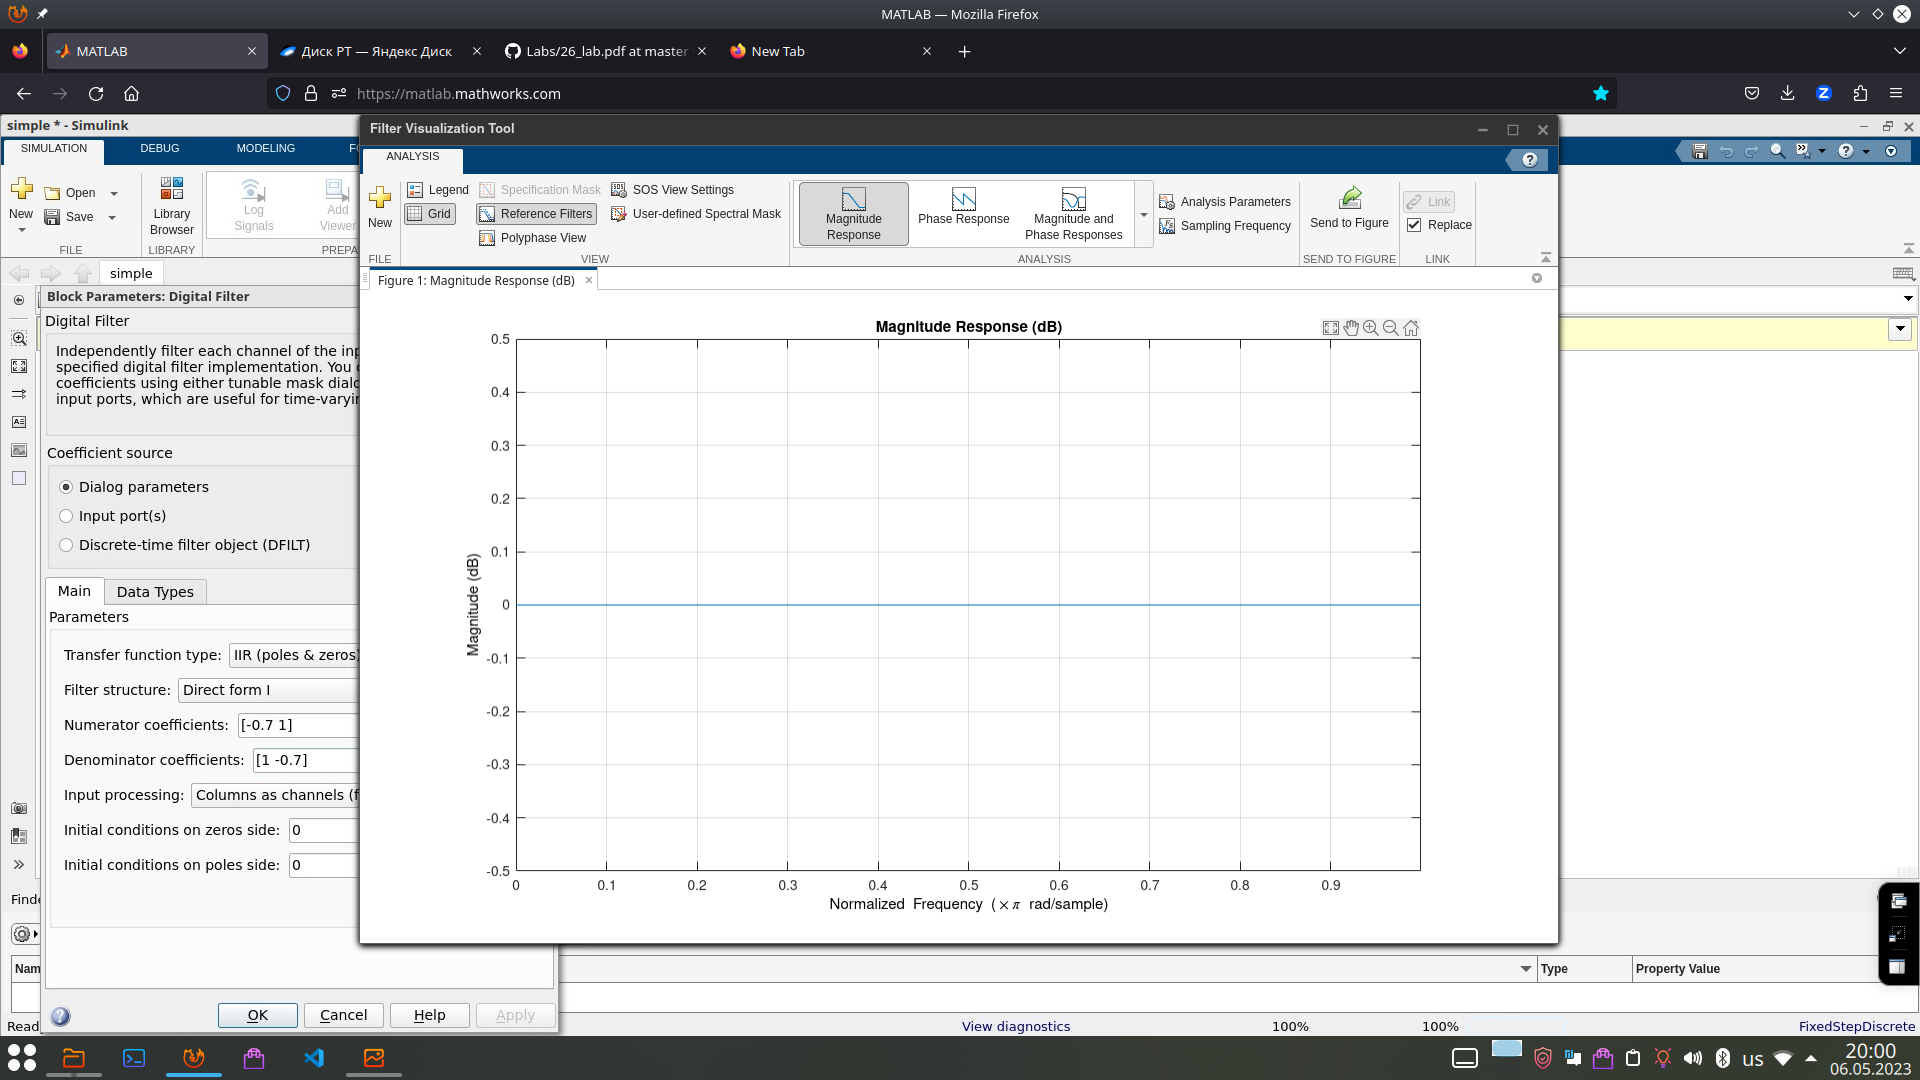 MATLAB — Mozilla Firefox
MATLAB
Диск РТ — Яндекс Диск
Labs/26_lab.pdf at master
New Tab
https://matlab.mathworks.com
simple * - Simulink
SIMULATION
DEBUG
MODELING
New
Open
Save
FILE
Library
Browser
LIBRARY
Log
Signals
Add
Viewer
PREPA
simple
Block Parameters: Digital Filter
Digital Filter
Independently filter each channel of the inp
specified digital filter implementation. You
coefficients using either tunable mask dialo
input ports, which are useful for time-varyin
Coefficient source
Dialog parameters
Input port(s)
Discrete-time filter object (DFILT)
Main
Data Types
Parameters
Transfer function type: IIR (poles & zeros)
Filter structure: Direct form I
Numerator coefficients: [-0.7 1]
Denominator coefficients: [1 -0.7]
Input processing: Columns as channels (f
Initial conditions on zeros side: 0
Initial conditions on poles side: 0
OK
Cancel
Help
Apply
Filter Visualization Tool
ANALYSIS
New
FILE
Legend
Grid
Specification Mask
Reference Filters
Polyphase View
SOS View Settings
User-defined Spectral Mask
VIEW
Magnitude
Response
Phase Response
Magnitude and
Phase Responses
Analysis Parameters
Sampling Frequency
ANALYSIS
Send to Figure
SEND TO FIGURE
Link
Replace
LINK
Figure 1: Magnitude Response (dB)
Magnitude Response (dB)
0.5
0.4
0.3
0.2
0.1
0
-0.1
-0.2
-0.3
-0.4
-0.5
Magnitude (dB)
0 0.1 0.2 0.3 0.4 0.5 0.6 0.7 0.8 0.9
Normalized Frequency (×π rad/sample)
Finde
Nam
Type
Property Value
Read
View diagnostics
100%
100%
FixedStepDiscrete
us
20:00
06.05.2023